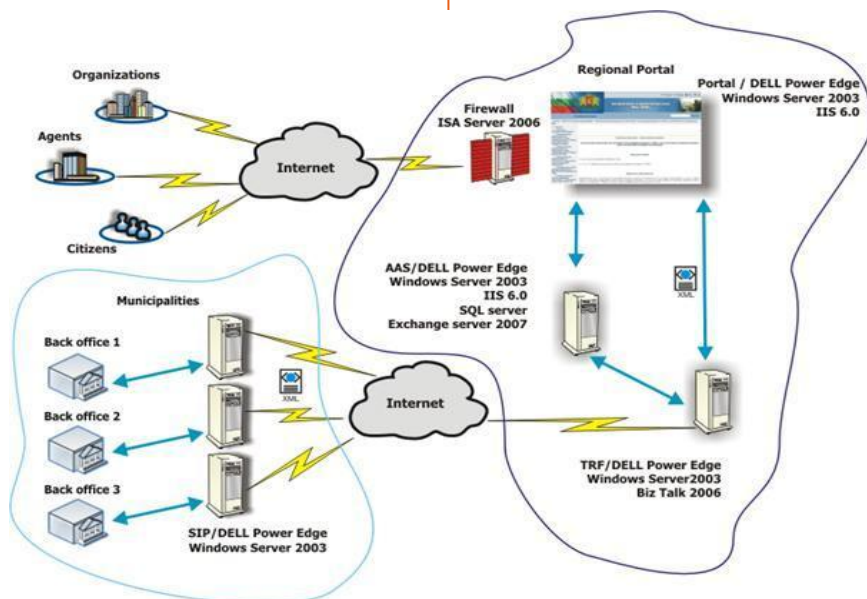 Organizations
Agents
Citizens
Internet
Firewall
ISA Server 2006
Regional Portal
Portal / DELL Power Edge
Windows Server 2003
IIS 6.0
AAS/DELL Power Edge
Windows Server 2003
IIS 6.0
SQL server
Exchange server 2007
XML
Municipalities
Back office 1
Back office 2
Back office 3
XML
Internet
SIP/DELL Power Edge
Windows Server 2003
TRF/DELL Power Edge
Windows Server2003
Biz Talk 2006